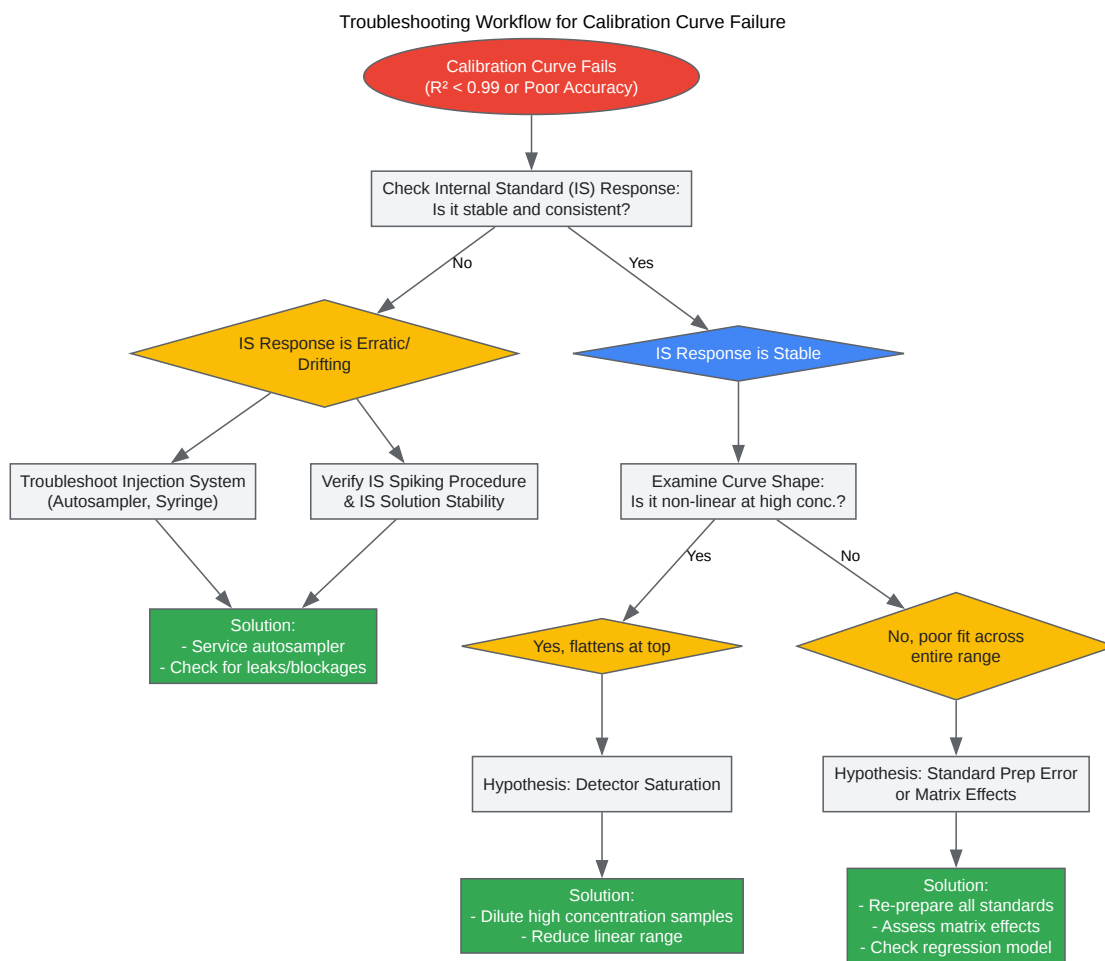 Troubleshooting Workflow for Calibration Curve Failure
Calibration Curve Fails
(R² < 0.99 or Poor Accuracy)
Check Internal Standard (IS) Response:
Is it stable and consistent?
No
Yes
IS Response is Erratic/
Drifting
IS Response is Stable
Troubleshoot Injection System
(Autosampler, Syringe)
Verify IS Spiking Procedure
& IS Solution Stability
Examine Curve Shape:
Is it non-linear at high conc.?
Yes
No
Solution:
- Service autosampler
- Check for leaks/blockages
Yes, flattens at top
No, poor fit across
entire range
Hypothesis: Detector Saturation
Hypothesis: Standard Prep Error
or Matrix Effects
Solution:
- Dilute high concentration samples
- Reduce linear range
Solution:
- Re-prepare all standards
- Assess matrix effects
- Check regression model